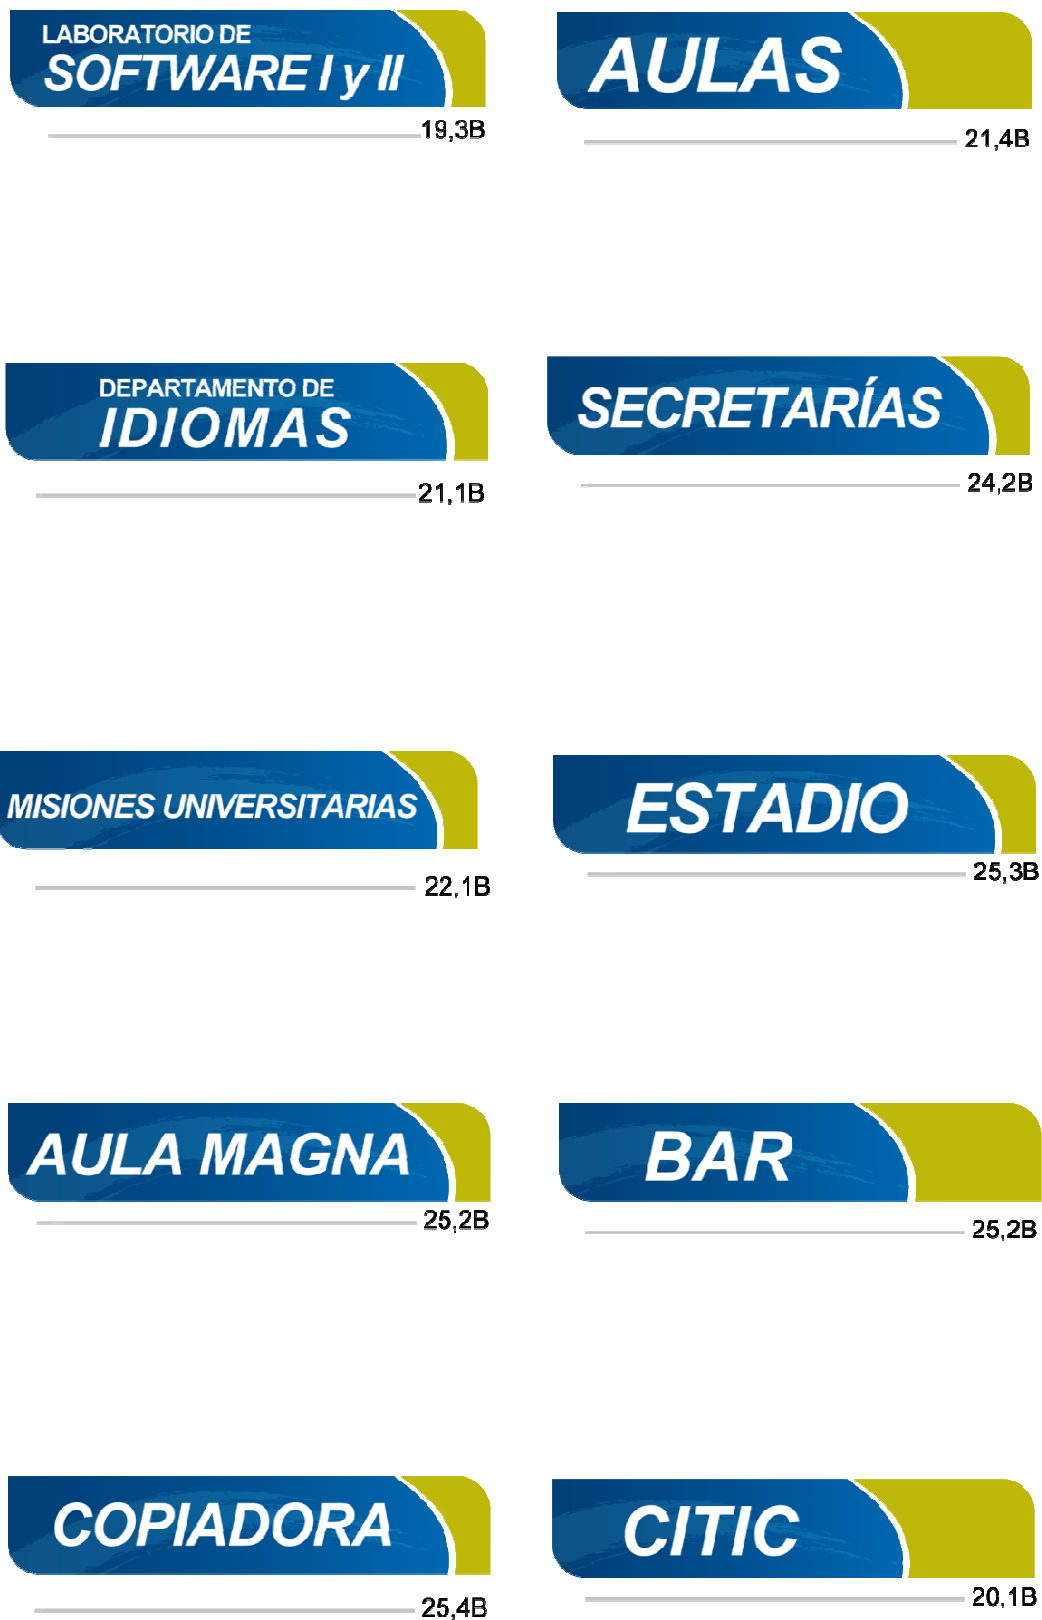 LABORATORIO DE
SOFTWARE I y II
19,3B
AULAS
21,4B
DEPARTAMENTO DE
IDIOMAS
21,1B
SECRETARÍAS
24,2B
MISIONES UNIVERSITARIAS
22,1B
ESTADIO
25,3B
AULA MAGNA
25,2B
BAR
25,2B
COPIADORA
25,4B
CITIC
20,1B